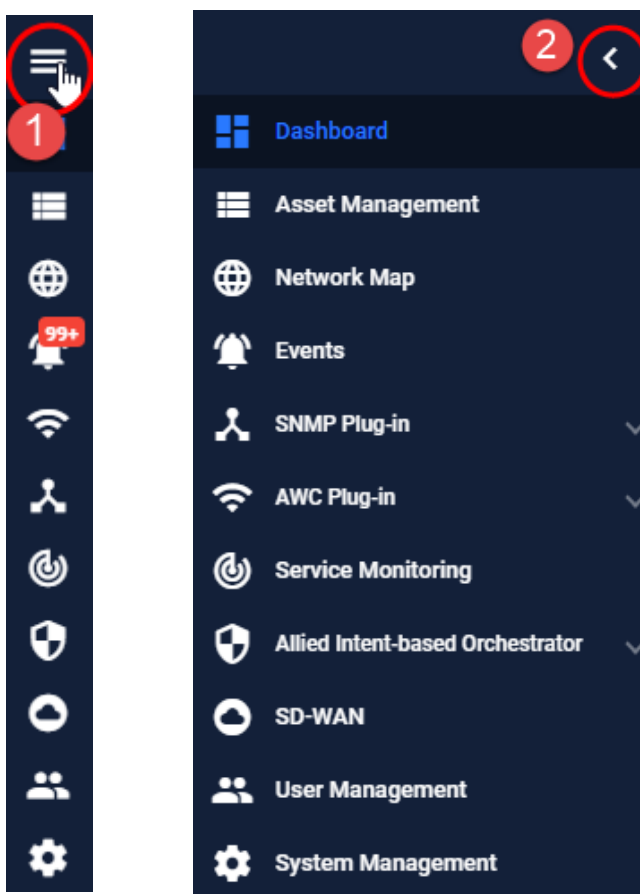 1
99+
2
Dashboard
Asset Management
Network Map
Events
SNMP Plug-in
AWC Plug-in
Service Monitoring
Allied Intent-based Orchestrator
SD-WAN
User Management
System Management